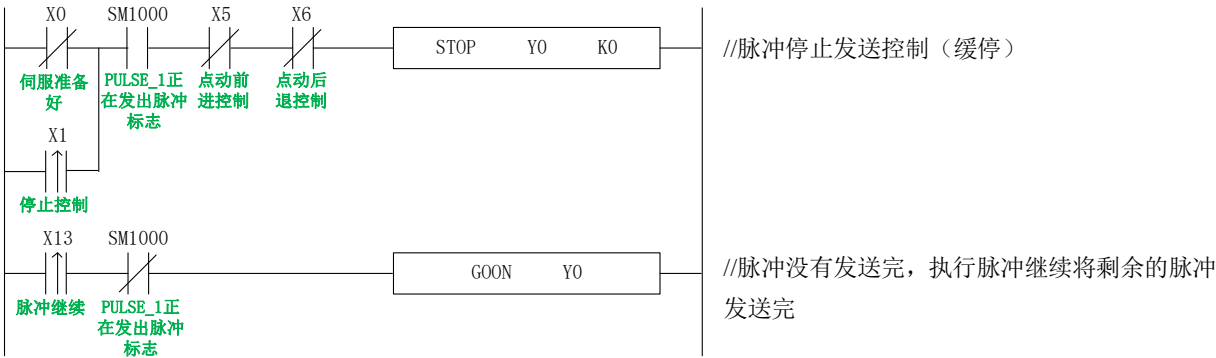 X0 SM1000 X5 X6
STOP Y0 K0
//脉冲停止发送控制（缓停）
伺服准备
好
PULSE_1正
在发出脉冲
标志
点动前
进控制
点动后
退控制
X1
停止控制
X13 SM1000
GOON Y0
//脉冲没有发送完，执行脉冲继续将剩余的脉冲
发送完
脉冲继续
PULSE_1正
在发出脉冲
标志